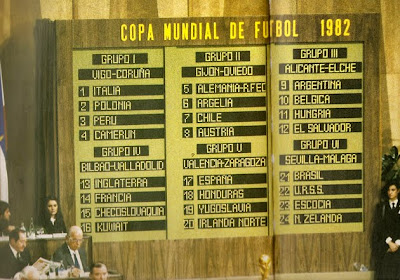 COPA MUNDIAL DE FUTBOL 1982
GRUPO I
VIGO-CORUÑA
1 ITALIA
2 POLONIA
3 PERU
4 CAMERUN
GRUPO IV
BILBAO-VALLADOLID
13 INGLATERRA
14 FRANCIA
15 CHECOSLOVAQUIA
16 KUWAIT
GRUPO II
GIJON-OVIEDO
5 ALEMANIA-R.FED
6 ARGELIA
7 CHILE
8 AUSTRIA
GRUPO V
VALENCIA-ZARAGOZA
17 ESPAÑA
18 HONDURAS
19 YUGOSLAVIA
20 IRLANDA NORTE
GRUPO III
ALICANTE-ELCHE
9 ARGENTINA
10 BELGICA
11 HUNGRIA
12 EL SALVADOR
GRUPO VI
SEVILLA-MALAGA
21 BRASIL
22 U.R.S.S.
23 ESCOCIA
24 N. ZELANDA